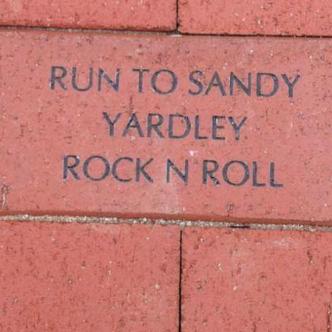 RUN TO SANDY
YARDLEY
ROCK N ROLL